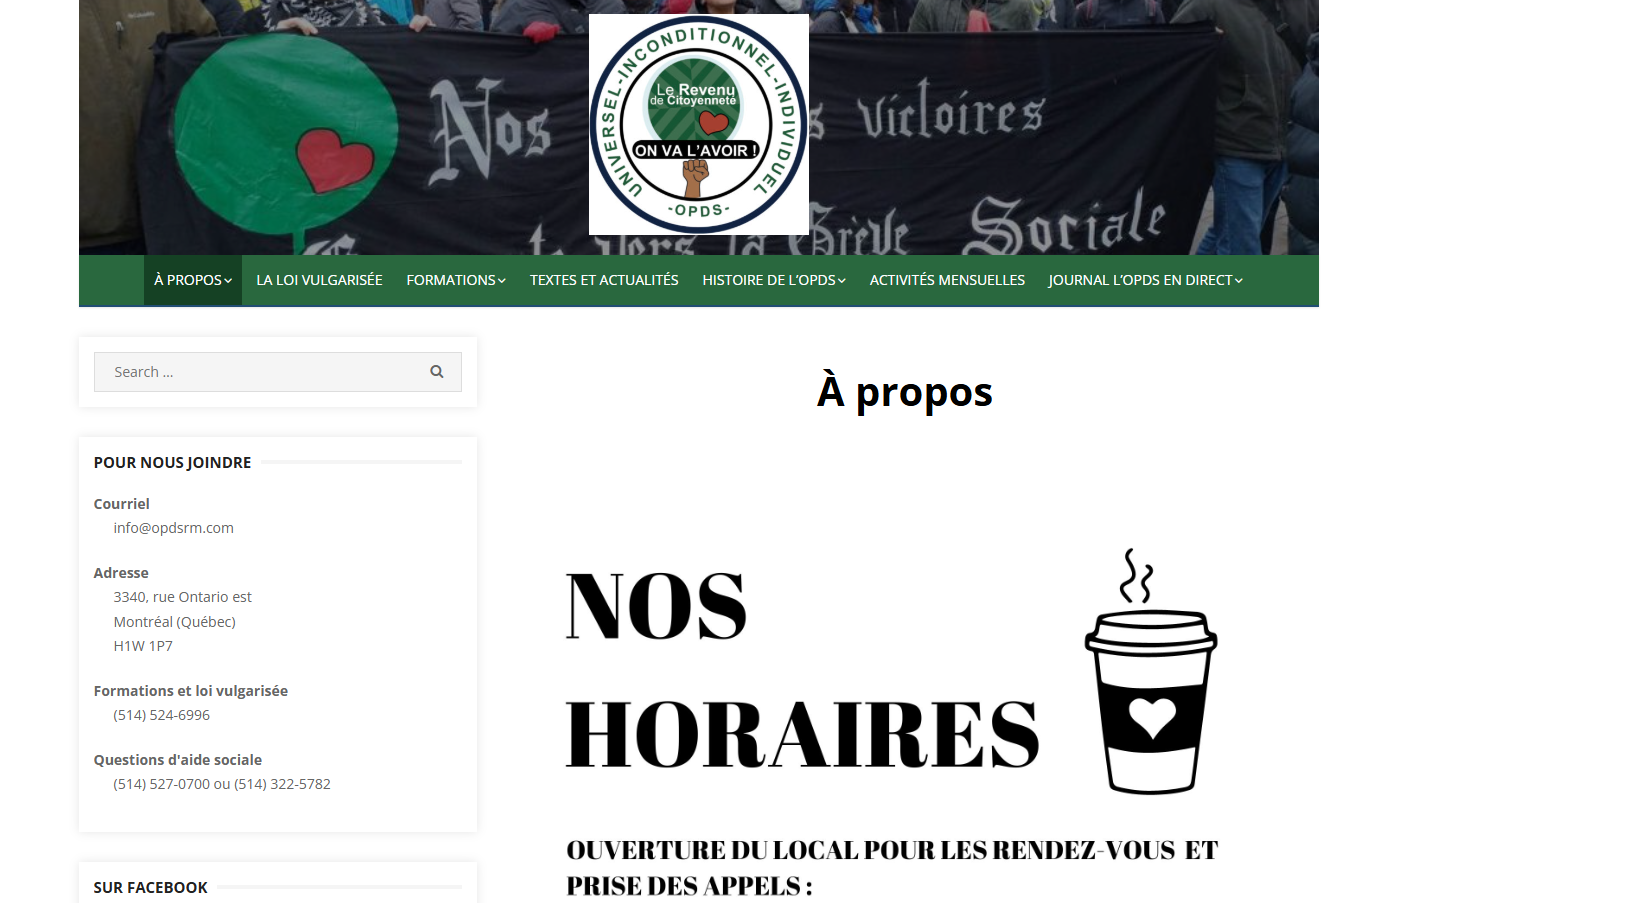 Nos
s victoires
UNIVERSEL-INCONDITIONNEL-INDIVIDUEL
Le Revenu
de Citoyenneté
ON VA L'AVOIR !
-OPDS-
vers la Grève Sociale
À PROPOS
LA LOI VULGARISÉE
FORMATIONS
TEXTES ET ACTUALITÉS
HISTOIRE DE L'OPDS
ACTIVITÉS MENSUELLES
JOURNAL L'OPDS EN DIRECT
Search ...
POUR NOUS JOINDRE
Courriel
info@opdsrm.com
Adresse
3340, rue Ontario est
Montréal (Québec)
H1W 1P7
Formations et loi vulgarisée
(514) 524-6996
Questions d'aide sociale
(514) 527-0700 ou (514) 322-5782
SUR FACEBOOK
À propos
NOS
HORAIRES
OUVERTURE DU LOCAL POUR LES RENDEZ-VOUS ET
PRISE DES APPELS :